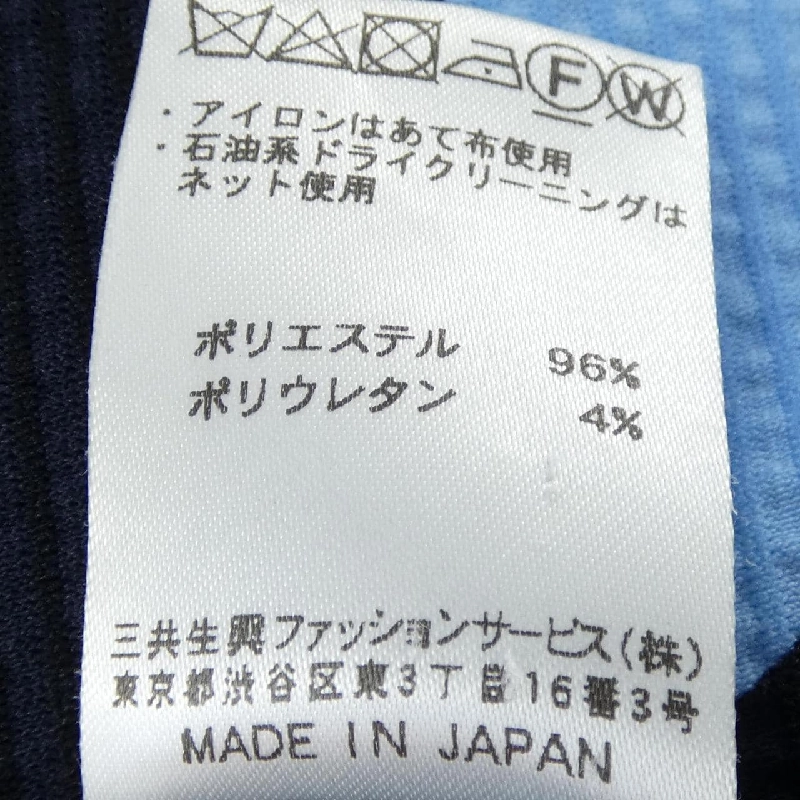 F W
・アイロンはあて布使用
・石油系ドライクリーニングは
ネット使用
ポリエステル 96%
ポリウレタン 4%
三共生興ファッションサービス(株)
東京都渋谷区東3丁目16番3号
MADE IN JAPAN